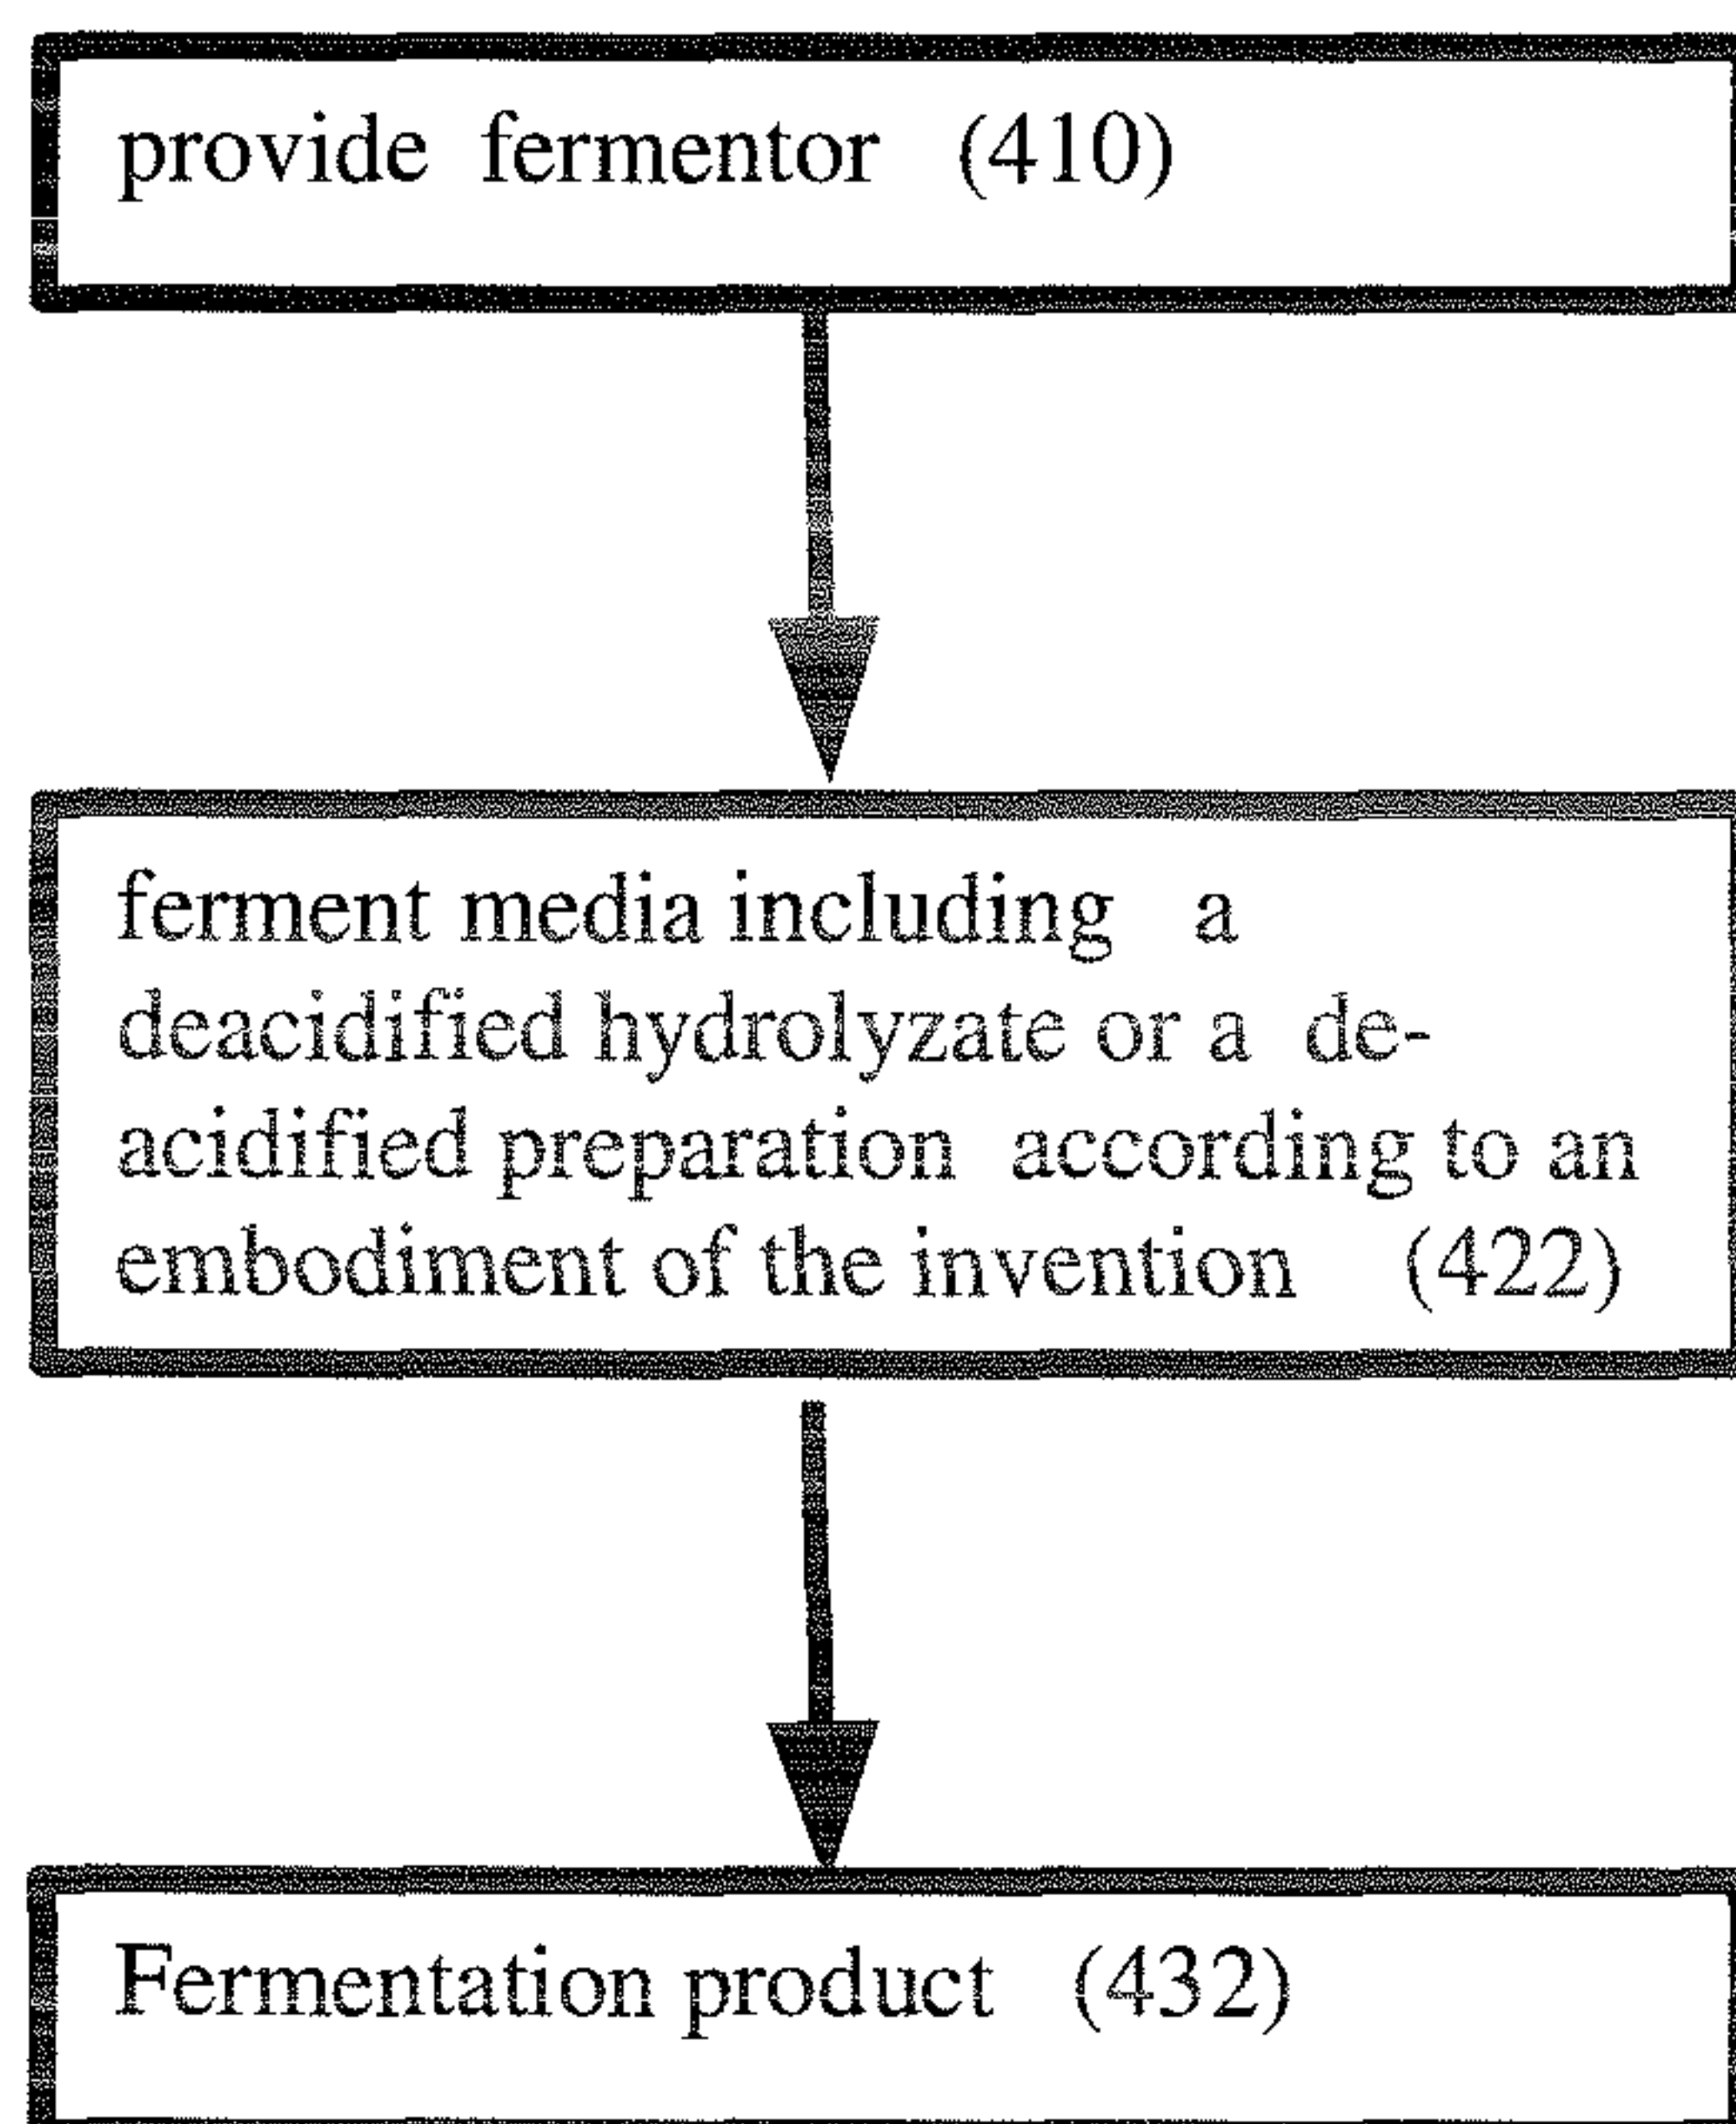 provide fermentor (410)
ferment media including a
deacidified hydrolyzate or a de-
acidified preparation according to an
embodiment of the invention (422)
Fermentation product (432)